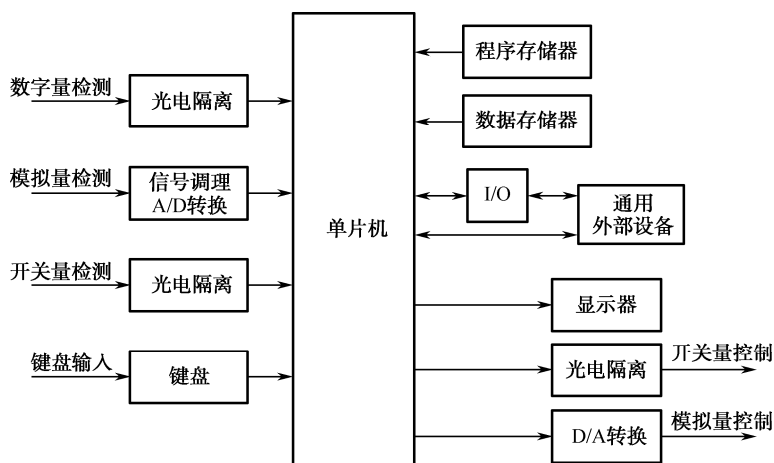 数字量检测
光电隔离
模拟量检测
信号调理
A/D转换
开关量检测
光电隔离
键盘输入
键盘
单片机
程序存储器
数据存储器
I/O
通用
外部设备
显示器
光电隔离
开关量控制
D/A转换
模拟量控制